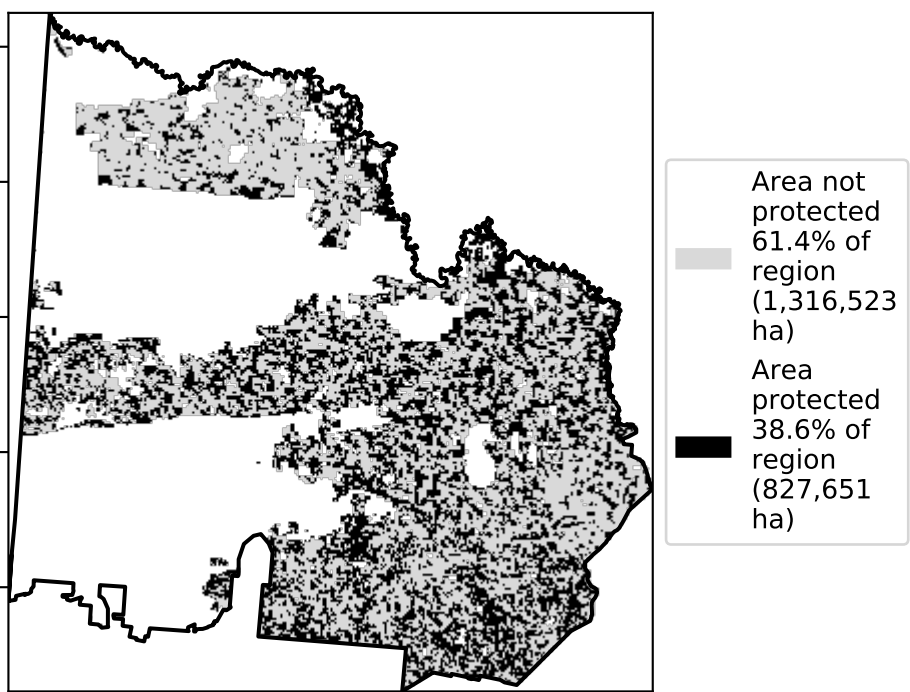 Area not
protected
61.4% of
region
(1,316,523
ha)
Area
protected
38.6% of
region
(827,651
ha)